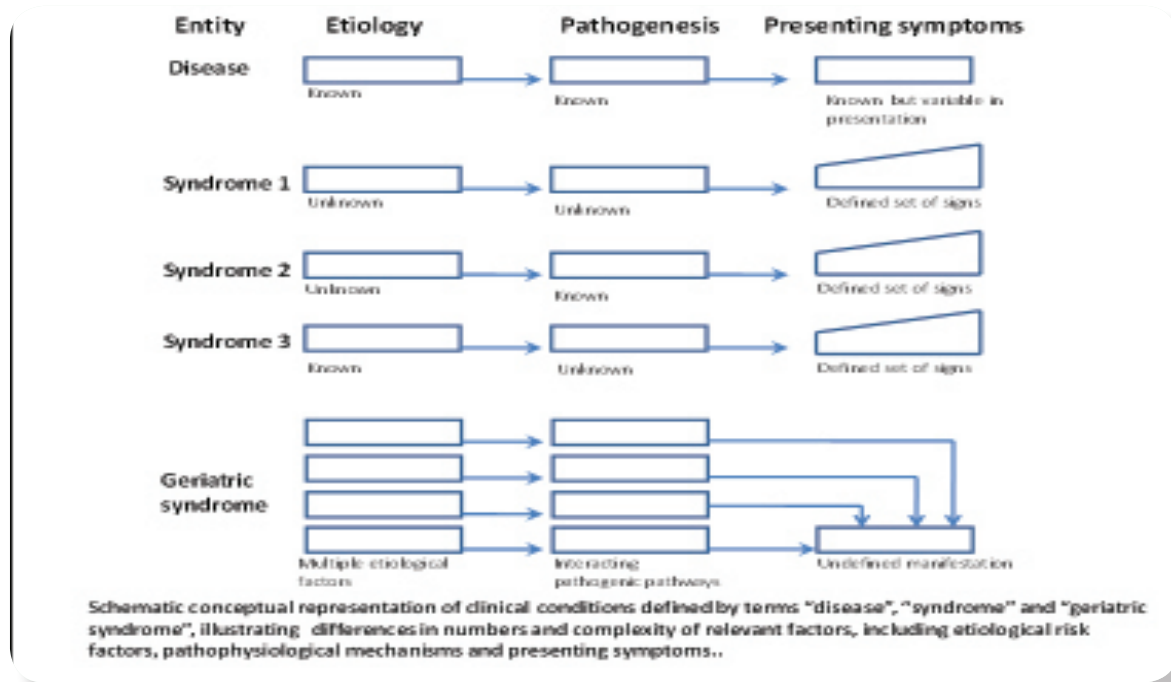 Entity Etiology Pathogenesis Presenting symptoms
Disease
Known
Known
Known but variable in
presentation
Syndrome 1
Unknown
Unknown
Defined set of signs
Syndrome 2
Unknown
Known
Defined set of signs
Syndrome 3
Known
Unknown
Defined set of signs
Geriatric
syndrome
Multiple etiological
factors
Interacting
pathogenic pathways
Undefined manifestation
Schematic conceptual representation of clinical conditions defined by terms “disease”, “syndrome” and “geriatric
syndrome”, illustrating differences in numbers and complexity of relevant factors, including etiological risk
factors, pathophysiological mechanisms and presenting symptoms..